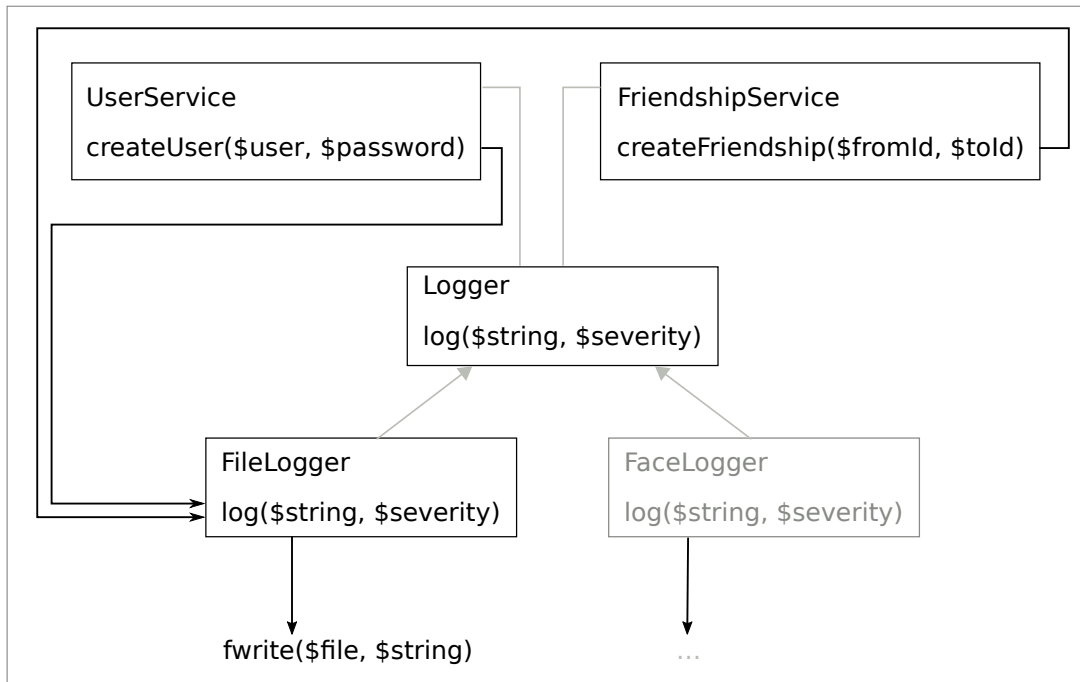 UserService
createUser($user, $password)
FriendshipService
createFriendship($fromId, $toId)
Logger
log($string, $severity)
FileLogger
log($string, $severity)
FaceLogger
log($string, $severity)
fwrite($file, $string)
...